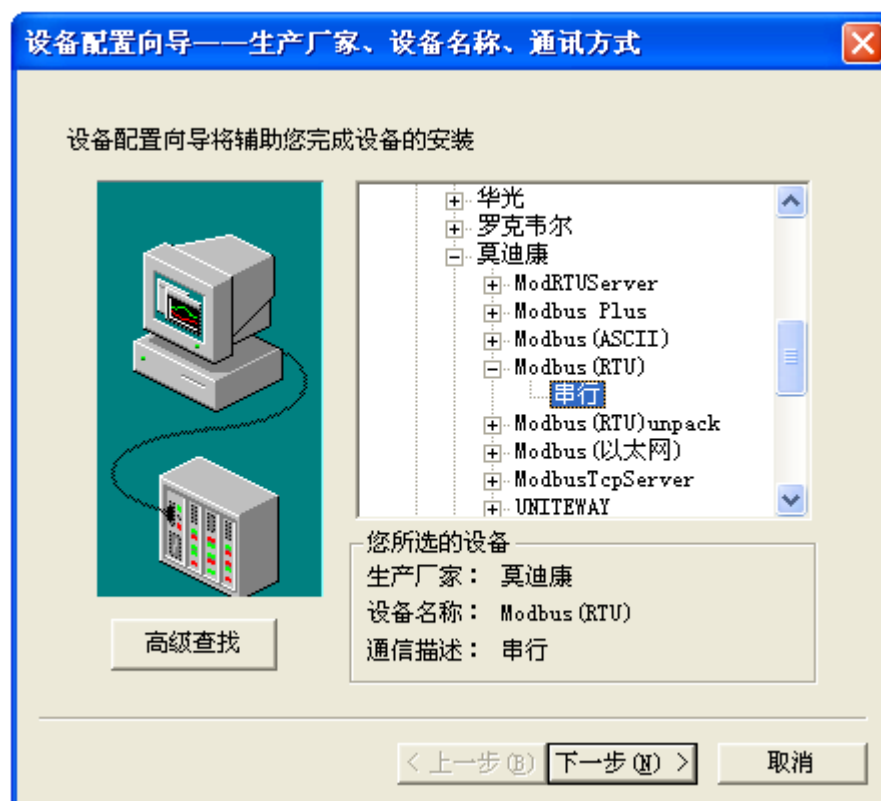 设备配置向导——生产厂家、设备名称、通讯方式
设备配置向导将辅助您完成设备的安装
华光
罗克韦尔
莫迪康
ModRTUServer
Modbus Plus
Modbus(ASCII)
Modbus(RTU)
串行
Modbus(RTU)unpack
Modbus(以太网)
ModbusTcpServer
UNITEWAY
您所选的设备
生产厂家： 莫迪康
设备名称： Modbus(RTU)
通信描述： 串行
高级查找
< 上一步(B) 下一步(N) > 取消